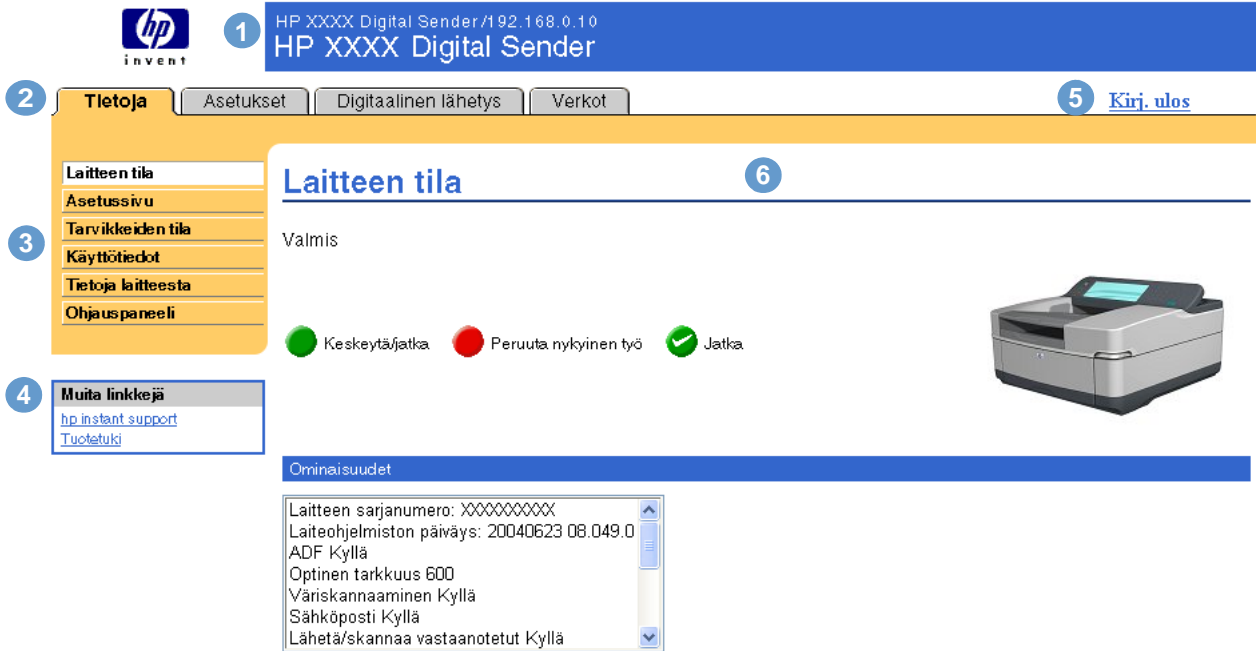 hp
invent
1
HP XXXX Digital Sender/192.168.0.10
HP XXXX Digital Sender
2
Tietoja
Asetukset
Digitaalinen lähetys
Verkot
5
Kirj. ulos
3
Laitteen tila
Asetussivu
Tarvikkeiden tila
Käyttötiedot
Tietoja laitteesta
Ohjauspaneeli
4
Muita linkkejä
hp instant support
Tuotetuki
Laitteen tila
6
Valmis
Keskeytä/jatka
Peruuta nykyinen työ
Jatka
Ominaisuudet
Laitteen sarjanumero: XXXXXXXXXX
Laiteohjelmiston päiväys: 20040623 08.049.0
ADF Kyllä
Optinen tarkkuus 600
Väriskannaaminen Kyllä
Sähköposti Kyllä
Lähetä/skannaa vastaanotetut Kyllä